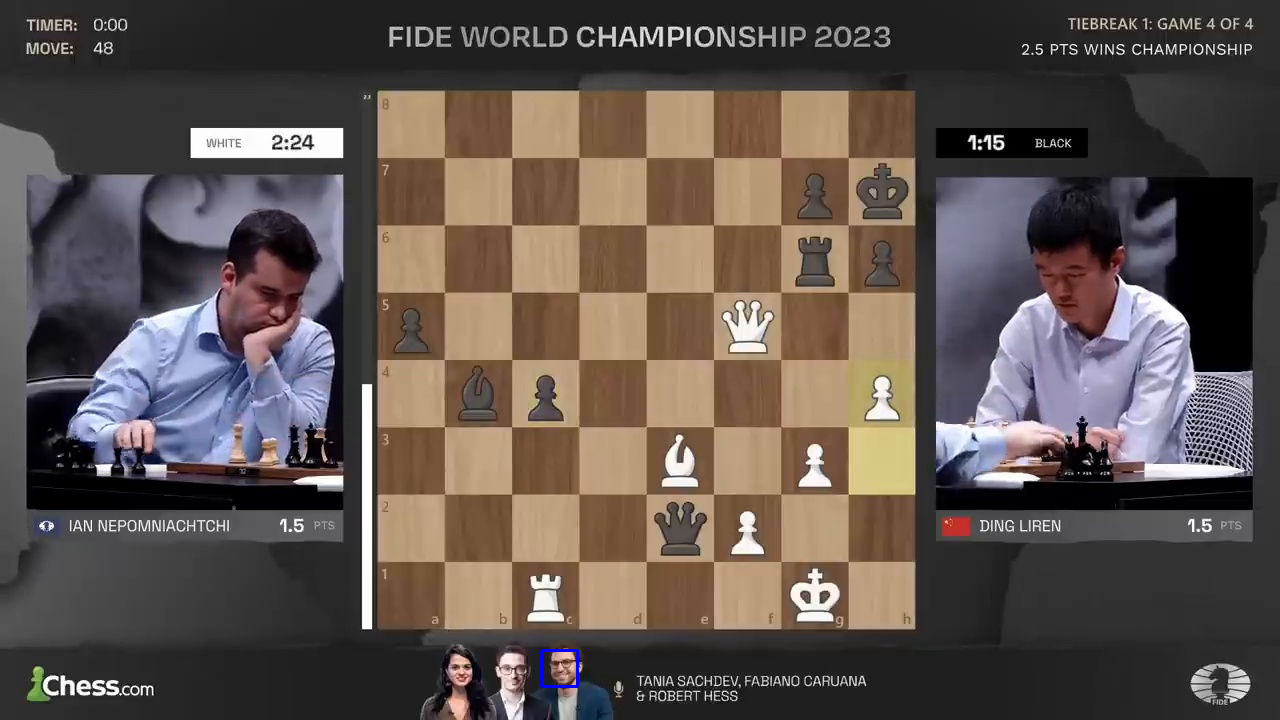 TIMER: 0:00
MOVE: 48
FIDE WORLD CHAMPIONSHIP 2023
TIEBREAK 1: GAME 4 OF 4
2.5 PTS WINS CHAMPIONSHIP
WHITE 2:24
1:15 BLACK
8
7
6
5
4
3
2
1
a b c d e f g h
IAN NEPOMNIACHTCHI 1.5 PTS
DING LIREN 1.5 PTS
Chess.com
TANIA SACHDEV, FABIANO CARUANA
& ROBERT HESS
FIDE